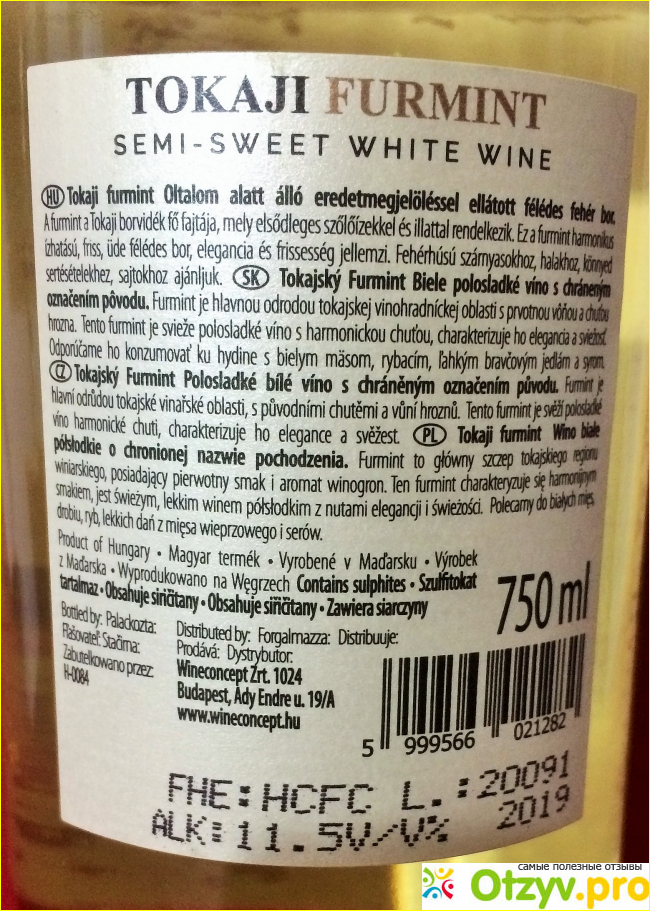 TOKAJI FURMINT
SEMI-SWEET WHITE WINE
HU Tokaji furmint Oltalom alatt álló eredetmegjelöléssel ellátott félédes fehér bor.
A furmint a Tokaji borvidék fő fajtája, mely elsődleges szőlőízekkel és illattal rendelkezik. Ez a furmint harmonikus
ízhatású, friss, üde félédes bor, elegancia és frissesség jellemzi. Fehérhúsú szárnyasokhoz, halakhoz, könnyed
sertésételekhez, sajtokhoz ajánljuk. SK Tokajský Furmint Biele polosladké víno s chráneným
označením pôvodu. Furmint je hlavnou odrodou tokajskej vinohradníckej oblasti s prvotnou vôňou a chuťou
hrozna. Tento furmint je svieže polosladké víno s harmonickou chuťou, charakterizuje ho elegancia a sviežosť.
Odporúčame ho konzumovať ku hydine s bielym mäsom, rybacím, ľahkým bravčovým jedlám a syrom.
CZ Tokajský Furmint Polosladké bílé víno s chráněným označením původu. Furmint je
hlavní odrůdou tokajské vinařské oblasti, s původními chutěmi a vůní hroznů. Tento furmint je svěží polosladké
víno harmonické chuti, charakterizuje ho elegance a svěžest. PL Tokaji furmint Wino białe
półsłodkie o chronionej nazwie pochodzenia. Furmint to główny szczep tokajskiego regionu
winiarskiego, posiadający pierwotny smak i aromat winogron. Ten furmint charakteryzuje się harmonijnym
smakiem, jest świeżym, lekkim winem półsłodkim z nutami elegancji i świeżości. Polecamy do białych mięs,
drobiu, ryb, lekkich dań z mięsa wieprzowego i serów.
Product of Hungary • Magyar termék • Vyrobené v Maďarsku • Výrobek
z Maďarska • Wyprodukowano na Węgrzech Contains sulphites • Szulfitokat
tartalmaz • Obsahuje siričitany • Obsahuje siřičitany • Zawiera siarczyny
750 ml
Bottled by: Palackozta:
Flašovateľ: Stačírna:
Zabutelkowano przez:
H-0084
Distributed by: Forgalmazza: Distribuuje:
Prodává: Dystrybutor:
Wineconcept Zrt. 1024
Budapest, Ady Endre u. 19/A
www.wineconcept.hu
5 999566 021282
FHE: HCFC L.: 20091
ALK: 11.5V/V% 2019
самые полезные отзывы
Otzyv.pro